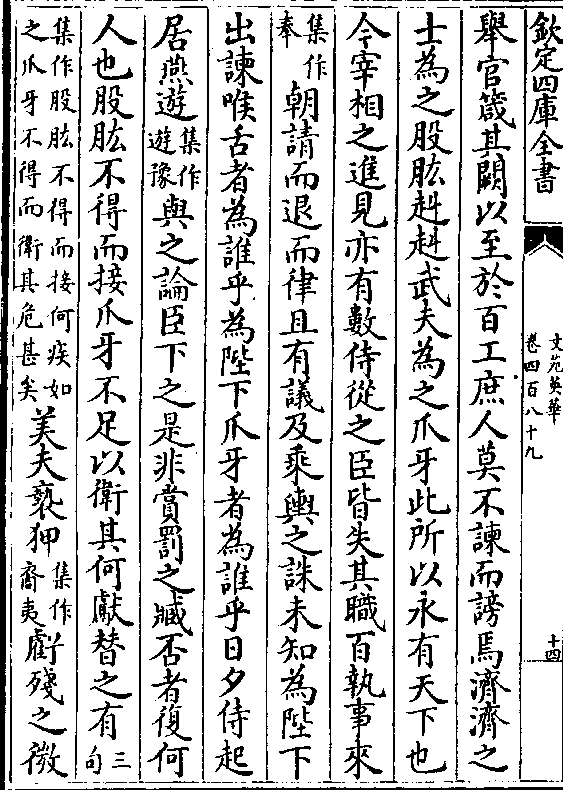 欽定四庫全書
文苑英華
卷四百八十九
十四
舉官箴其闕以至於百工庶人莫不諫而謗焉濟濟之
士為之股肱赳赳武夫為之爪牙此所以永有天下也
今宰相之進見亦有數侍從之臣皆失其職百執事來
集作奉朝請而退而律且有議及乘輿之誅未知為陛下
出諫喉舌者為誰乎為陛下爪牙者為誰乎日夕侍起
居燕遊集作遊豫與之論臣下之是非賞罰之臧否者復何
人也股肱不得而接爪牙不足以衛其何獻替之有三句
集作股肱不得而接何疾如之爪牙不得而衛其危甚矣美夫褻狎集作裔夷虧殘之微